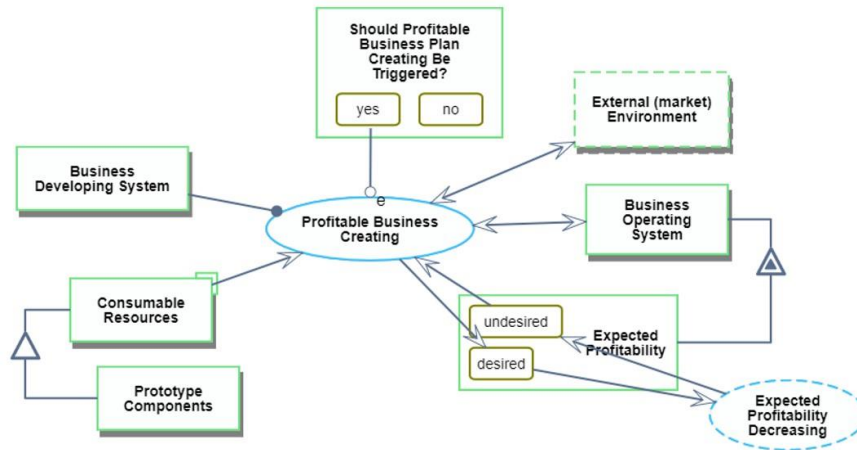 Should Profitable
Business Plan
Creating Be
Triggered?
yes
no
External (market)
Environment
Business
Developing System
e
Profitable Business
Creating
Business
Operating
System
Consumable
Resources
undesired
desired
Expected
Profitability
Prototype
Components
Expected
Profitability
Decreasing